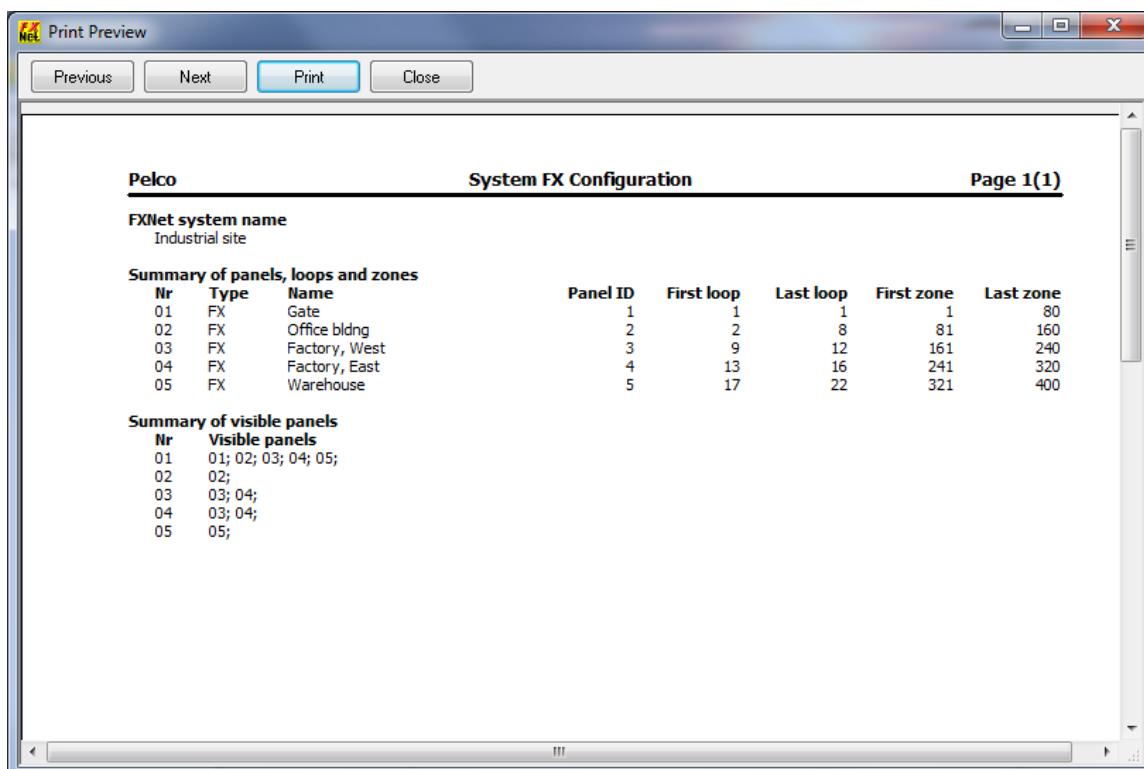 FX Net Print Preview
Previous Next Print Close
Pelco System FX Configuration Page 1(1)
FXNet system name
Industrial site
Summary of panels, loops and zones
Nr Type Name Panel ID First loop Last loop First zone Last zone
01 FX Gate 1 1 1 1 80
02 FX Office bldng 2 2 8 81 160
03 FX Factory, West 3 9 12 161 240
04 FX Factory, East 4 13 16 241 320
05 FX Warehouse 5 17 22 321 400
Summary of visible panels
Nr Visible panels
01 01; 02; 03; 04; 05;
02 02;
03 03; 04;
04 03; 04;
05 05;